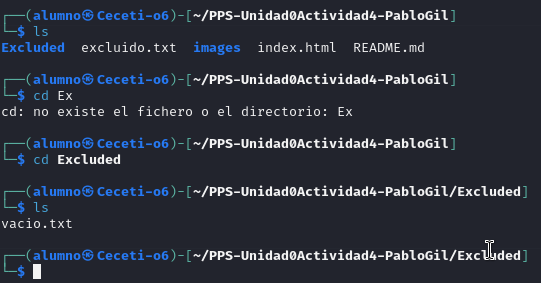 ┌──(alumno㉿Ceceti-o6)-[~/PPS-Unidad0Actividad4-PabloGil]
└─$ ls
Excluded  excluido.txt  images  index.html  README.md
┌──(alumno㉿Ceceti-o6)-[~/PPS-Unidad0Actividad4-PabloGil]
└─$ cd Ex
cd: no existe el fichero o el directorio: Ex
┌──(alumno㉿Ceceti-o6)-[~/PPS-Unidad0Actividad4-PabloGil]
└─$ cd Excluded
┌──(alumno㉿Ceceti-o6)-[~/PPS-Unidad0Actividad4-PabloGil/Excluded]
└─$ ls
vacio.txt
┌──(alumno㉿Ceceti-o6)-[~/PPS-Unidad0Actividad4-PabloGil/Excluded]
└─$